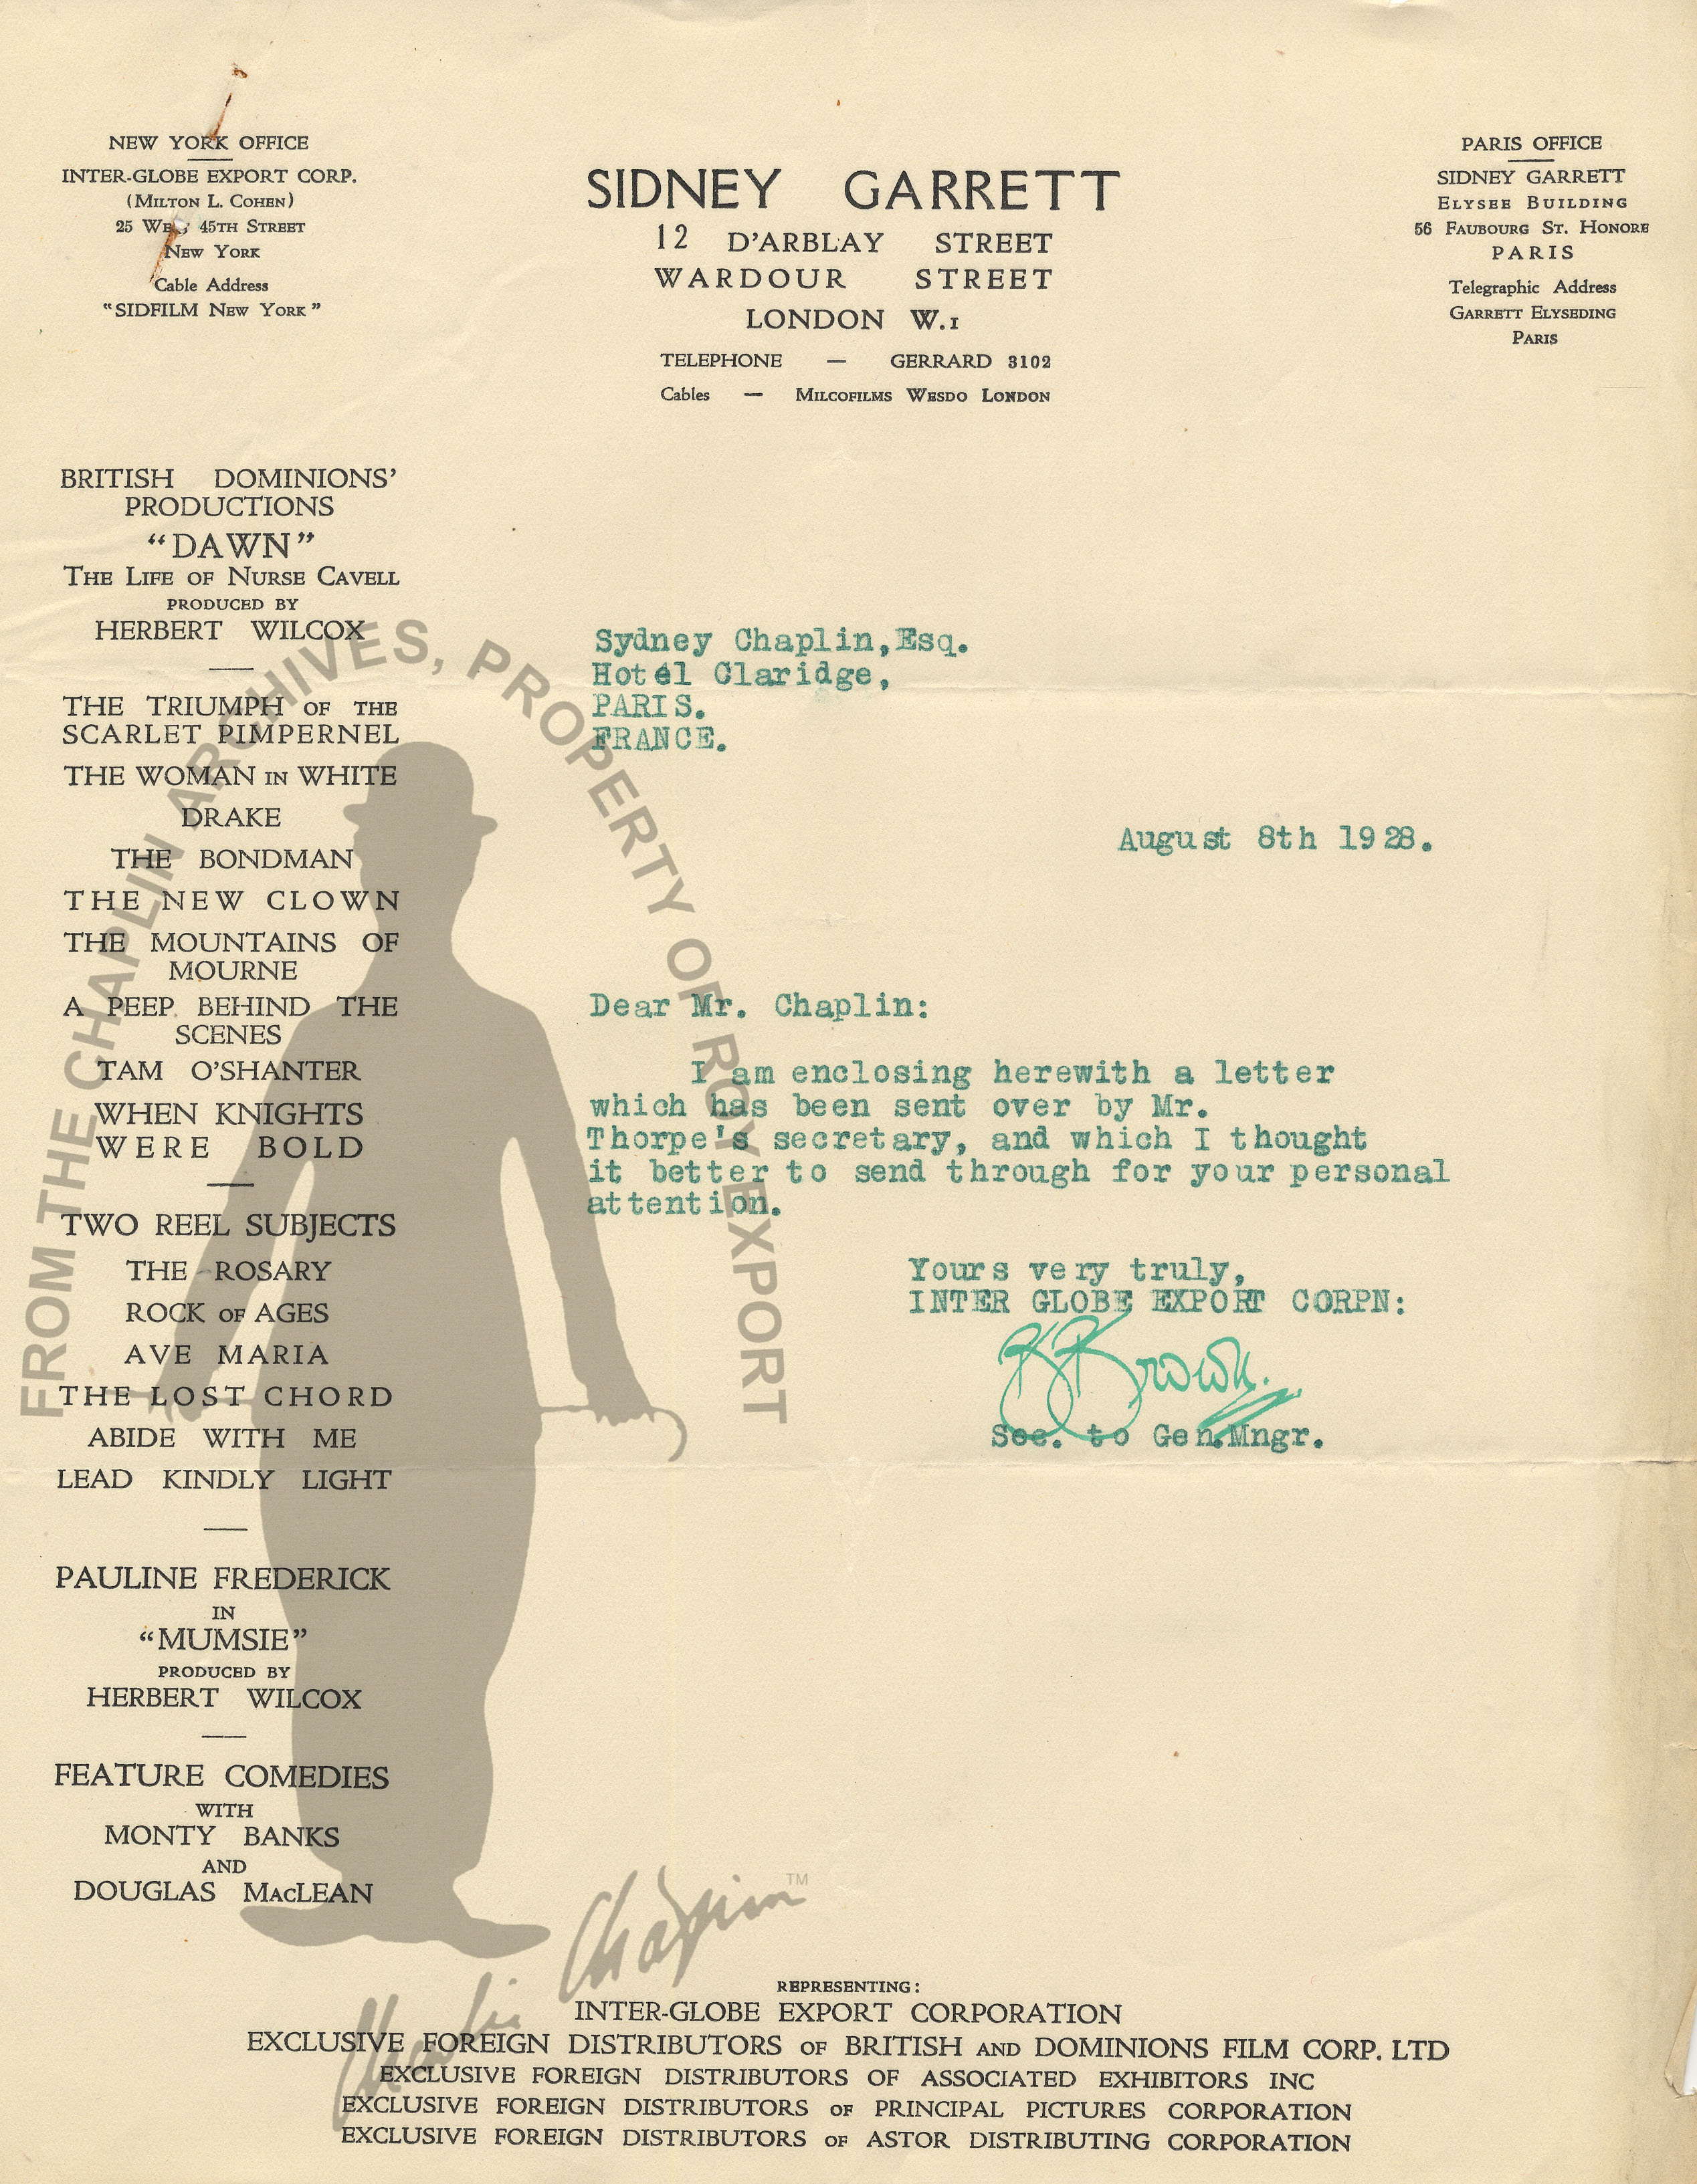 NEW YORK OFFICE
INTER-GLOBE EXPORT CORP.
(MILTON L. COHEN)
25 WEST 45TH STREET
NEW YORK
Cable Address
"SIDFILM NEW YORK"
SIDNEY GARRETT
12 D'ARBLAY STREET
WARDOUR STREET
LONDON W.1
TELEPHONE — GERRARD 3102
Cables — MILCOFILMS WESDO LONDON
PARIS OFFICE
SIDNEY GARRETT
ELYSEE BUILDING
56 FAUBOURG ST. HONORE
PARIS
Telegraphic Address
GARRETT ELYSEDING
PARIS
BRITISH DOMINIONS'
PRODUCTIONS
"DAWN"
THE LIFE OF NURSE CAVELL
PRODUCED BY
HERBERT WILCOX
THE TRIUMPH OF THE
SCARLET PIMPERNEL
THE WOMAN IN WHITE
DRAKE
THE BONDMAN
THE NEW CLOWN
THE MOUNTAINS OF
MOURNE
A PEEP BEHIND THE
SCENES
TAM O'SHANTER
WHEN KNIGHTS
WERE BOLD
TWO REEL SUBJECTS
THE ROSARY
ROCK OF AGES
AVE MARIA
THE LOST CHORD
ABIDE WITH ME
LEAD KINDLY LIGHT
PAULINE FREDERICK
IN
"MUMSIE"
PRODUCED BY
HERBERT WILCOX
FEATURE COMEDIES
WITH
MONTY BANKS
AND
DOUGLAS MACLEAN
Sydney Chaplin,Esq.
Hotel Claridge,
PARIS.
FRANCE.
August 8th 1928.
Dear Mr. Chaplin:
I am enclosing herewith a letter
which has been sent over by Mr.
Thorpe's secretary, and which I thought
it better to send through for your personal
attention.
Yours very truly,
INTER GLOBE EXPORT CORPN:
Brown.
Sec. to Gen.Mngr.
REPRESENTING:
INTER-GLOBE EXPORT CORPORATION
EXCLUSIVE FOREIGN DISTRIBUTORS OF BRITISH AND DOMINIONS FILM CORP. LTD
EXCLUSIVE FOREIGN DISTRIBUTORS OF ASSOCIATED EXHIBITORS INC
EXCLUSIVE FOREIGN DISTRIBUTORS OF PRINCIPAL PICTURES CORPORATION
EXCLUSIVE FOREIGN DISTRIBUTORS OF ASTOR DISTRIBUTING CORPORATION
FROM THE CHAPLIN ARCHIVES, PROPERTY OF ROY EXPORT
Charlie Chaplin TM